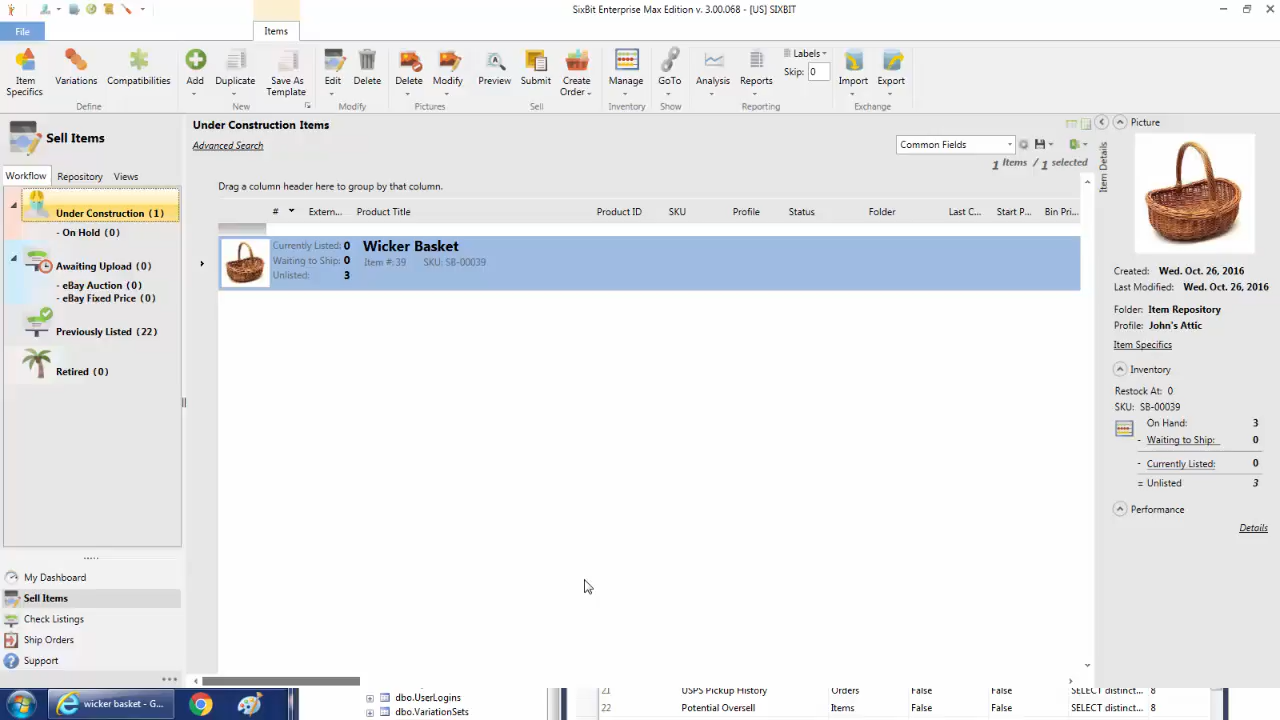 SixBit Enterprise Max Edition v. 3.00.068 - [US] SIXBIT
File
Items
Item Specifics
Variations
Compatibilities
Define
Add
Duplicate
Save As Template
New
Edit
Delete
Modify
Delete
Modify
Pictures
Preview
Submit
Create Order
Sell
Manage
Inventory
GoTo
Show
Analysis
Reports
Labels
Skip: 0
Reporting
Import
Export
Exchange
Sell Items
Workflow Repository Views
Under Construction (1)
- On Hold (0)
Awaiting Upload (0)
- eBay Auction (0)
- eBay Fixed Price (0)
Previously Listed (22)
Retired (0)
My Dashboard
Sell Items
Check Listings
Ship Orders
Support
Under Construction Items
Advanced Search
Common Fields
1 Items / 1 selected
Drag a column header here to group by that column.
# Extern... Product Title Product ID SKU Profile Status Folder Last C... Start P... Bin Pri...
Currently Listed: 0 Wicker Basket
Waiting to Ship: 0 Item #: 39 SKU: SB-00039
Unlisted: 3
Item Details
Picture
Created: Wed. Oct. 26, 2016
Last Modified: Wed. Oct. 26, 2016
Folder: Item Repository
Profile: John's Attic
Item Specifics
Inventory
Restock At: 0
SKU: SB-00039
On Hand: 3
- Waiting to Ship: 0
- Currently Listed: 0
= Unlisted 3
Performance
Details
wicker basket - G...
dbo.UserLogins
dbo.VariationSets
21 USPS Pickup History Orders False False SELECT distinct... 8
22 Potential Oversell Items False False SELECT distinct... 8